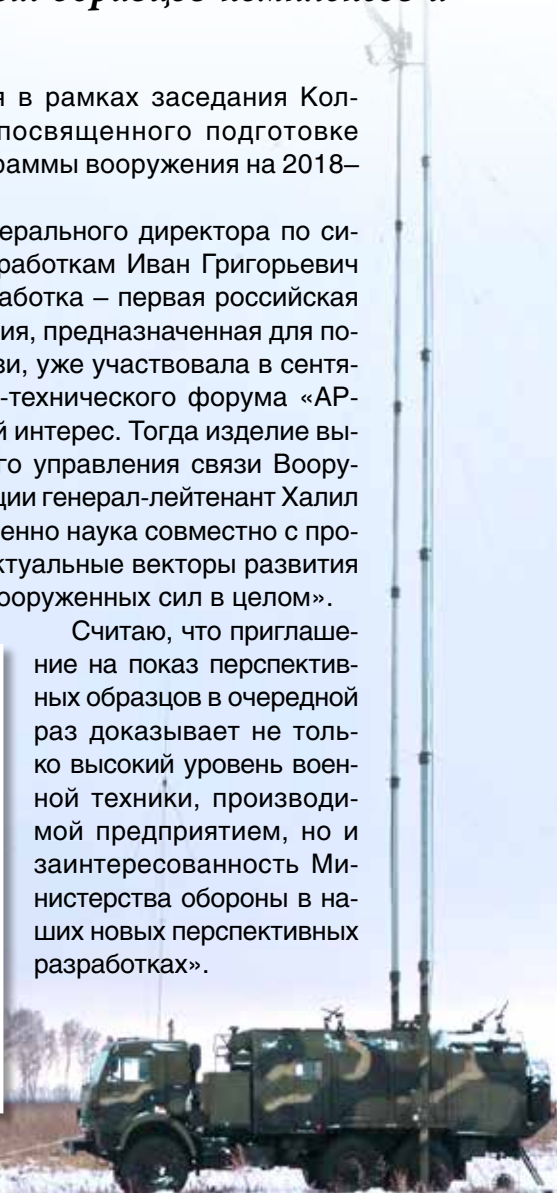 образцов комплексов и
я в рамках заседания Кол-
посвященного подготовке
раммы вооружения на 2018–
ерального директора по си-
работкам Иван Григорьевич
аботка – первая российская
ия, предназначенная для по-
зи, уже участвовала в сентя-
-технического форума «АР-
й интерес. Тогда изделие вы-
го управления связи Воору-
ции генерал-лейтенант Халил
енно наука совместно с про-
ктуальные векторы развития
ооруженных сил в целом».
Считаю, что приглаше-
ние на показ перспектив-
ных образцов в очередной
раз доказывает не толь-
ко высокий уровень воен-
ной техники, производи-
мой предприятием, но и
заинтересованность Ми-
нистерства обороны в на-
ших новых перспективных
разработках».